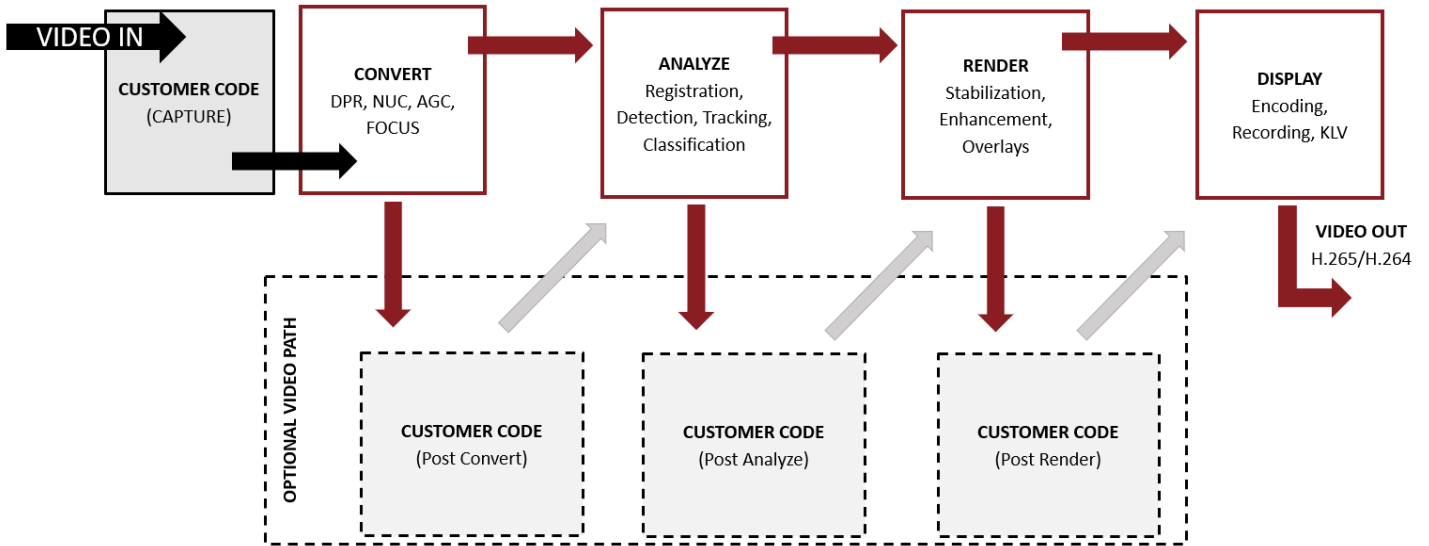 VIDEO IN
CUSTOMER CODE
(CAPTURE)
CONVERT
DPR, NUC, AGC,
FOCUS
ANALYZE
Registration,
Detection, Tracking,
Classification
RENDER
Stabilization,
Enhancement,
Overlays
DISPLAY
Encoding,
Recording, KLV
VIDEO OUT
H.265/H.264
OPTIONAL VIDEO PATH
CUSTOMER CODE
(Post Convert)
CUSTOMER CODE
(Post Analyze)
CUSTOMER CODE
(Post Render)